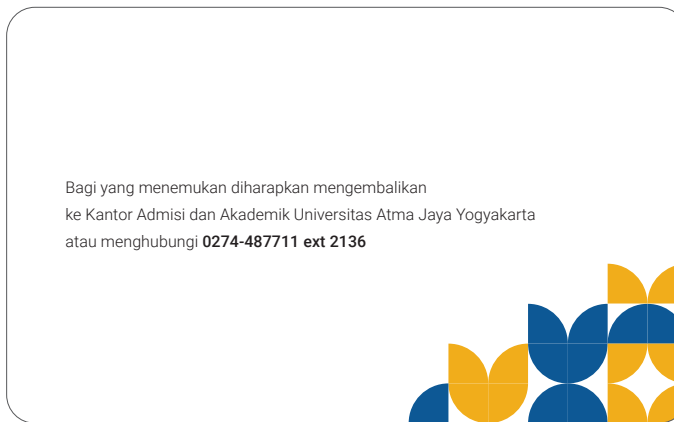 Bagi yang menemukan diharapkan mengembalikan
ke Kantor Admisi dan Akademik Universitas Atma Jaya Yogyakarta
atau menghubungi 0274-487711 ext 2136